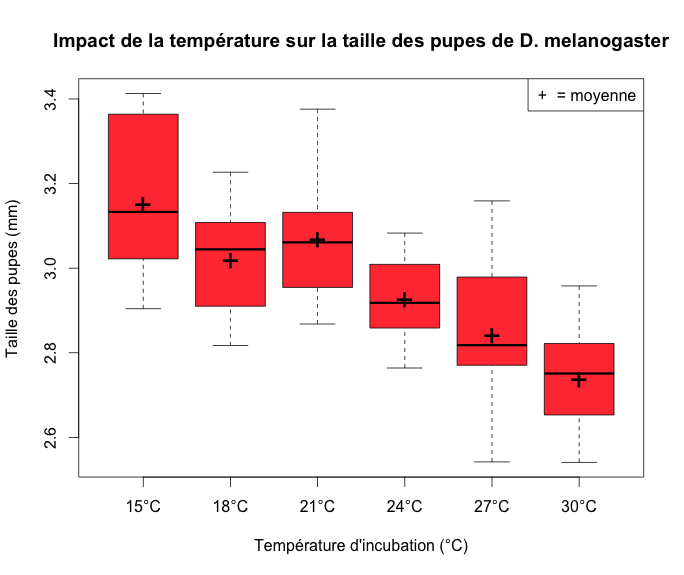 Impact de la température sur la taille des pupes de D. melanogaster
+ = moyenne
Taille des pupes (mm)
3.4
3.2
3.0
2.8
2.6
15°C 18°C 21°C 24°C 27°C 30°C
Température d'incubation (°C)